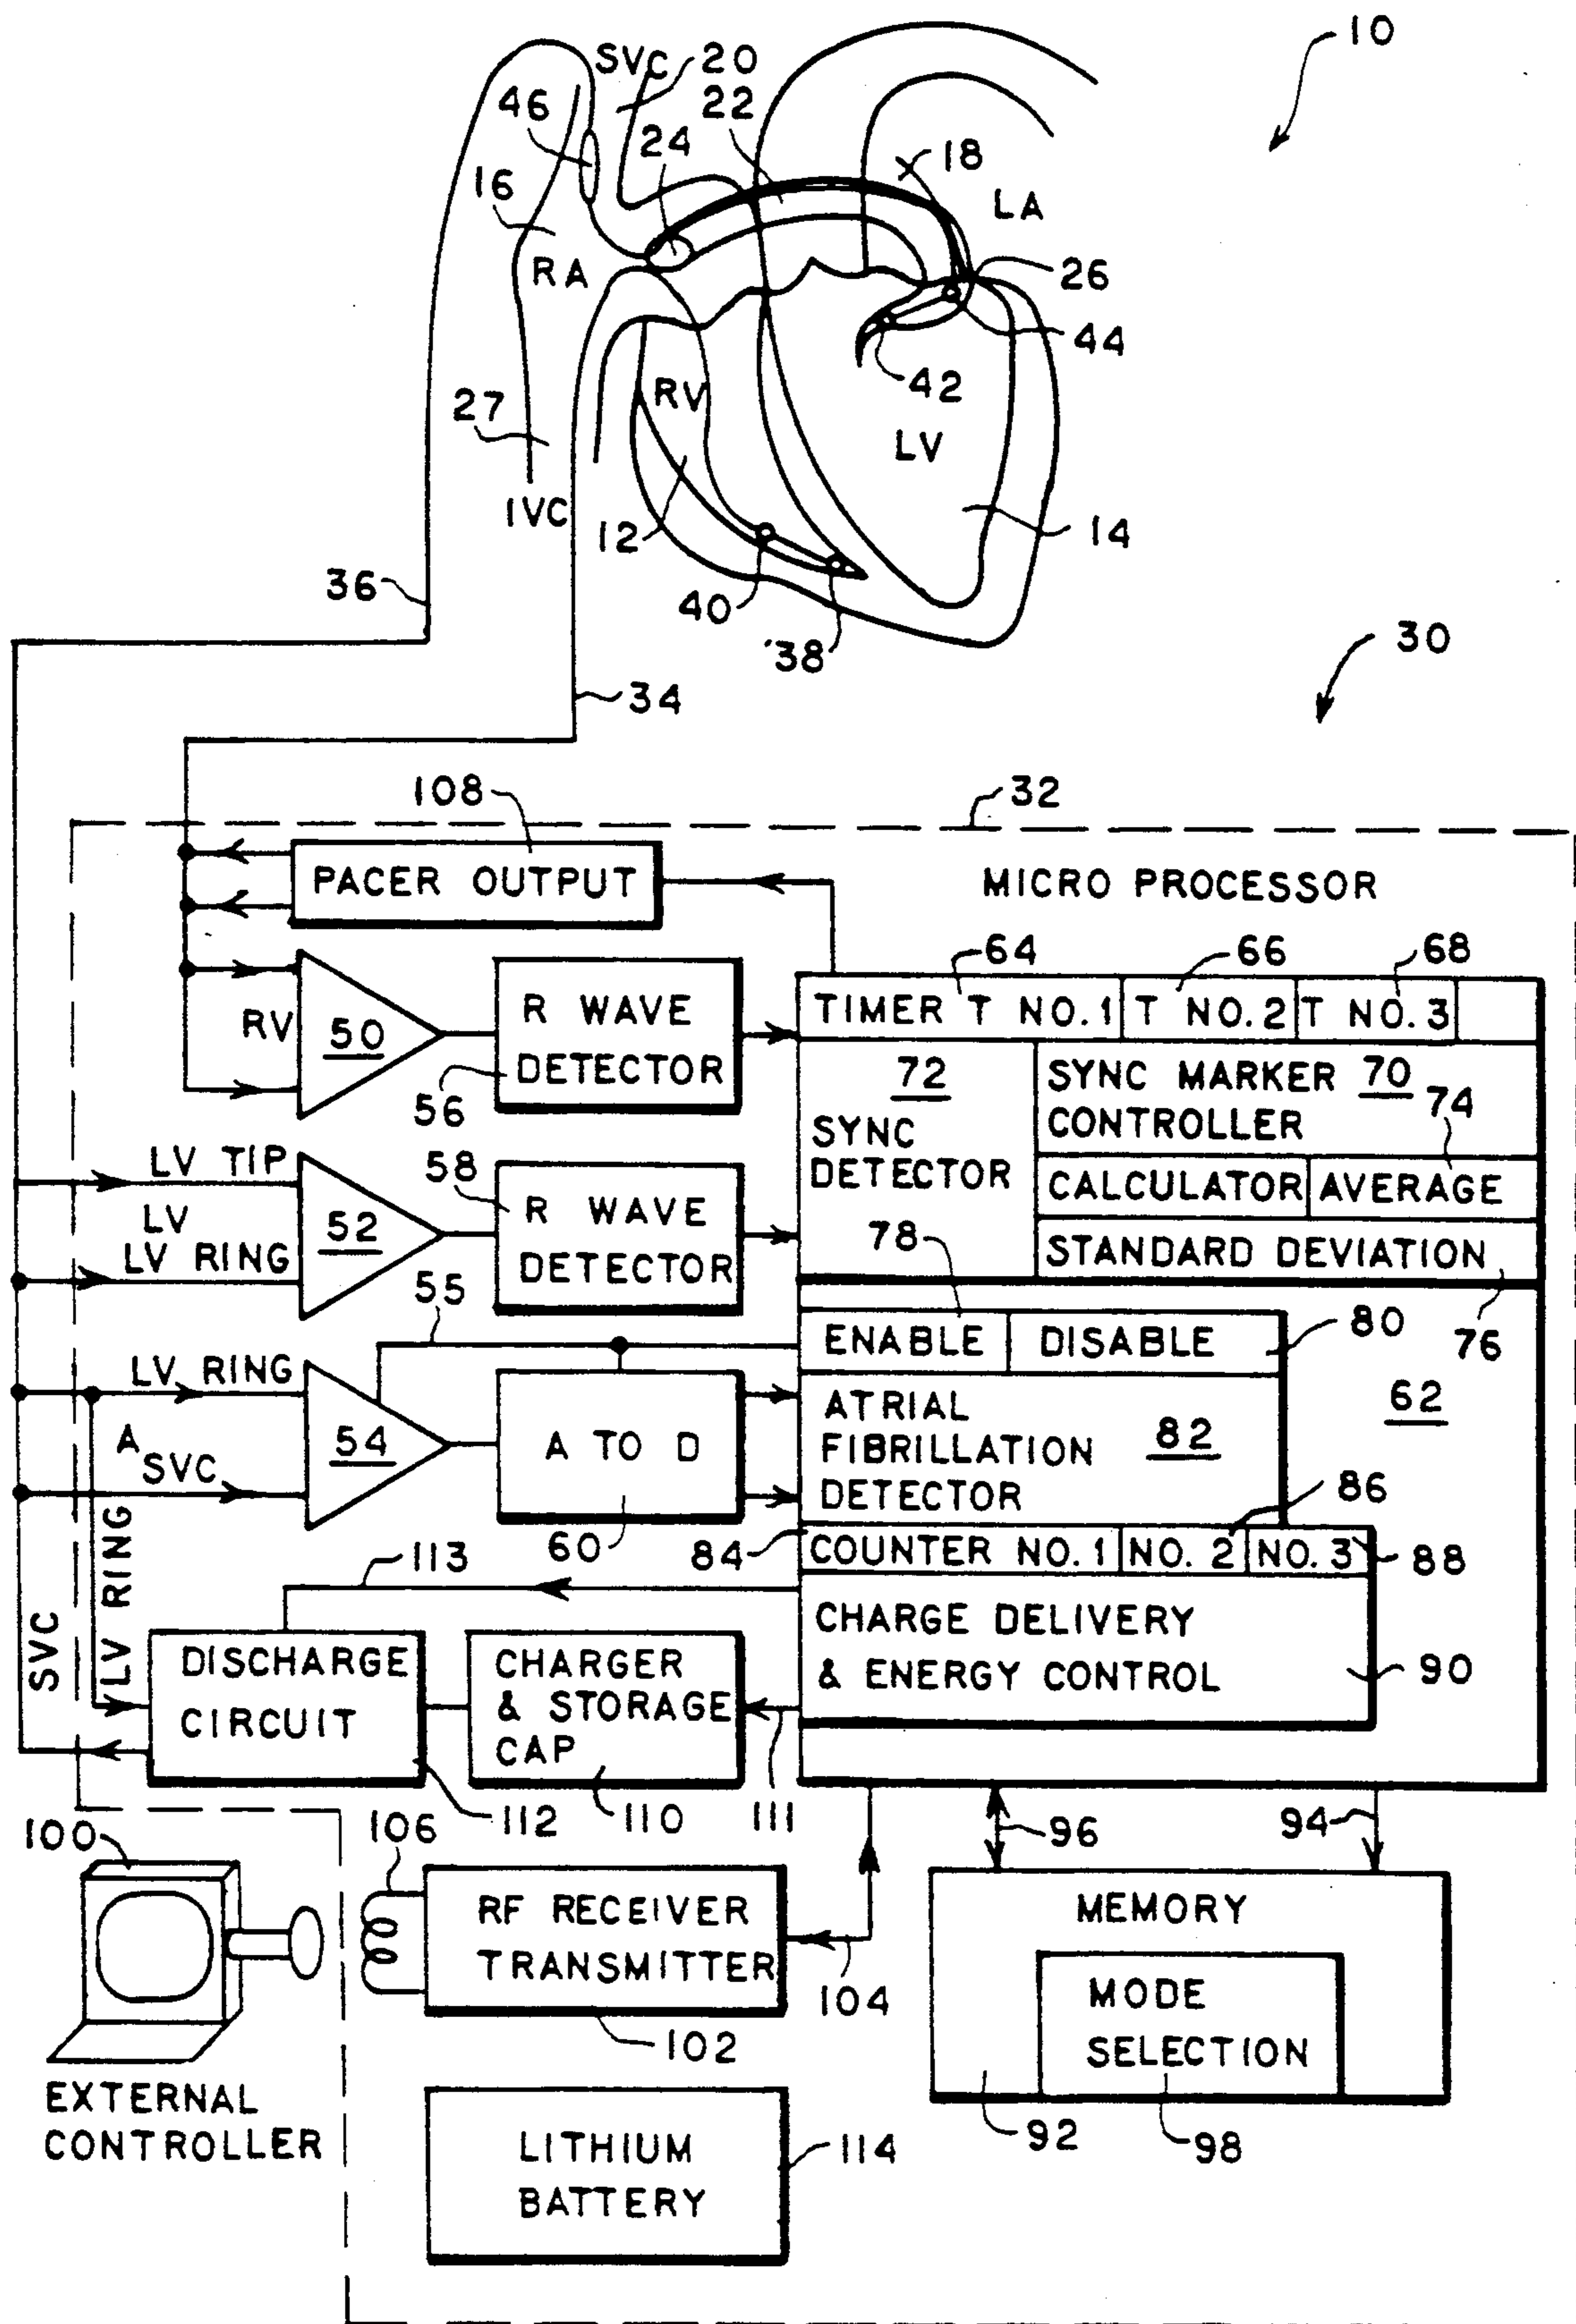 10
SVC
20
46
22
24
18
16
LA
RA
26
44
42
27
RV
LV
IVC
12
14
36
40
38
34
30
108
32
PACER OUTPUT
MICRO PROCESSOR
64
66
68
TIMER T NO.1
T NO.2
T NO.3
RV
50
R WAVE
DETECTOR
56
72
SYNC
DETECTOR
SYNC MARKER 70
CONTROLLER
74
LV TIP
LV
LV RING
52
58
R WAVE
DETECTOR
CALCULATOR
AVERAGE
78
STANDARD DEVIATION
76
55
ENABLE
DISABLE
80
62
LV RING
A
SVC
54
A TO D
60
ATRIAL
FIBRILLATION
DETECTOR
82
86
84
COUNTER NO.1
NO. 2
NO. 3
88
113
SVC
LV RING
DISCHARGE
CIRCUIT
CHARGER
& STORAGE
CAP
CHARGE DELIVERY
& ENERGY CONTROL
90
112
110
111
96
94
100
106
RF RECEIVER
TRANSMITTER
104
102
MEMORY
MODE
SELECTION
92
98
EXTERNAL
CONTROLLER
LITHIUM
BATTERY
114